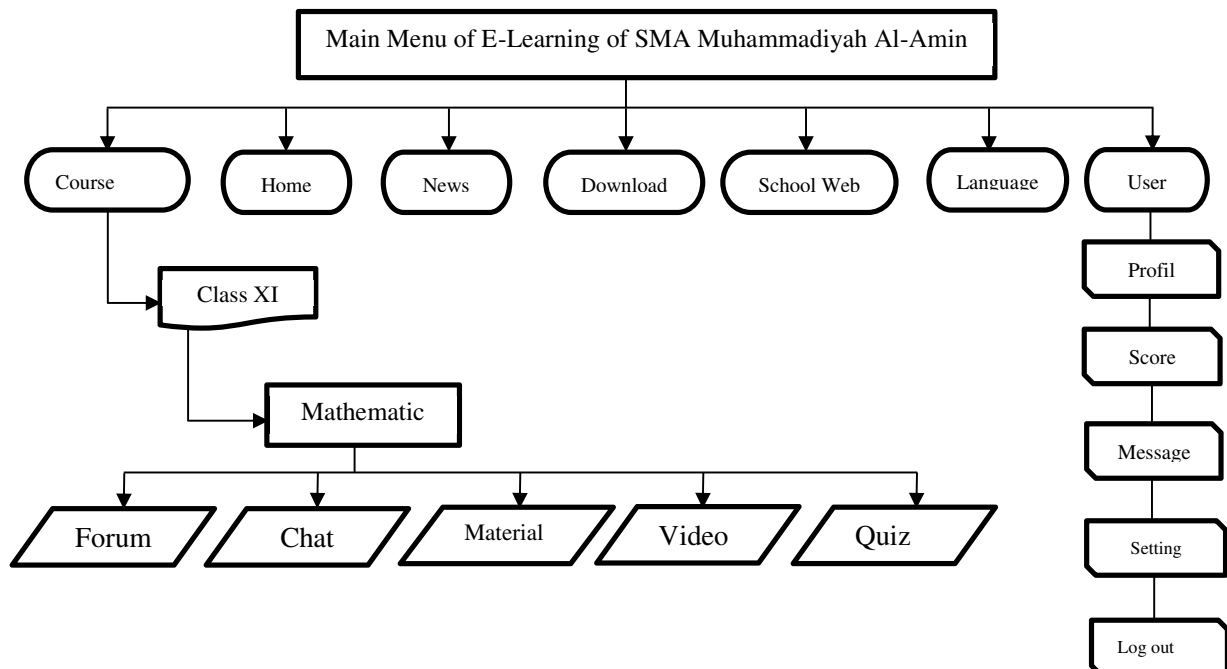 Main Menu of E-Learning of SMA Muhammadiyah Al-Amin
Course
Home
News
Download
School Web
Language
User
Profil
Class XI
Score
Mathematic
Message
Forum
Chat
Material
Video
Quiz
Setting
Log out